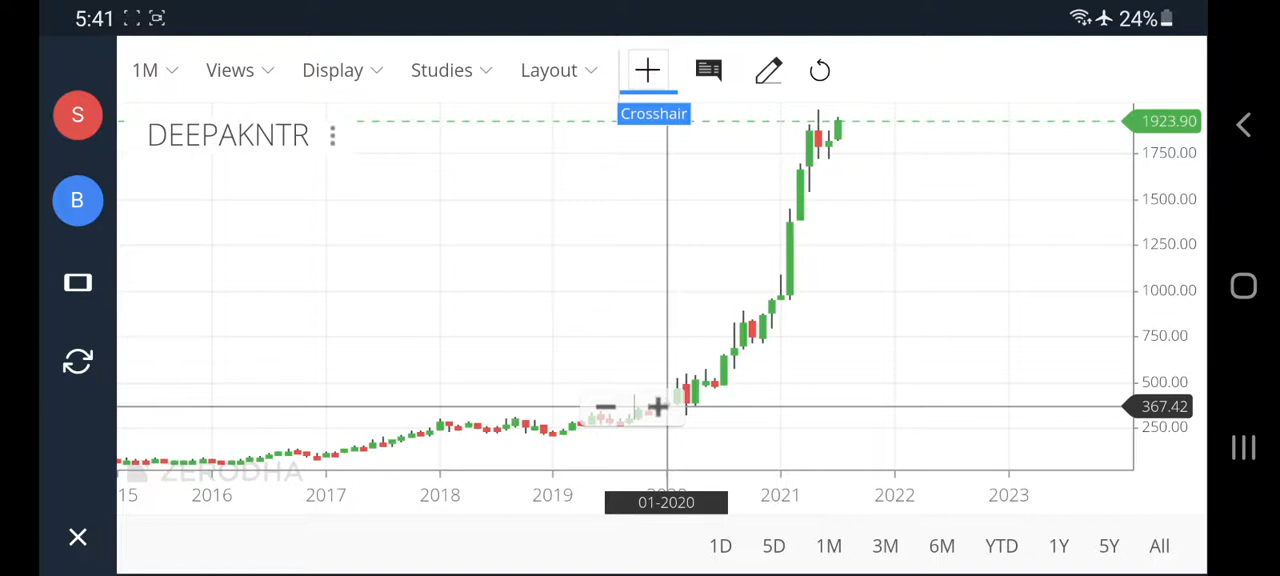 5:41
24%
1M Views Display Studies Layout
Crosshair
S
DEEPAKNTR
1923.90
1750.00
B
1500.00
1250.00
1000.00
750.00
500.00
367.42
250.00
ZERODHA
15 2016 2017 2018 2019 2020 2021 2022 2023
01-2020
1D 5D 1M 3M 6M YTD 1Y 5Y All